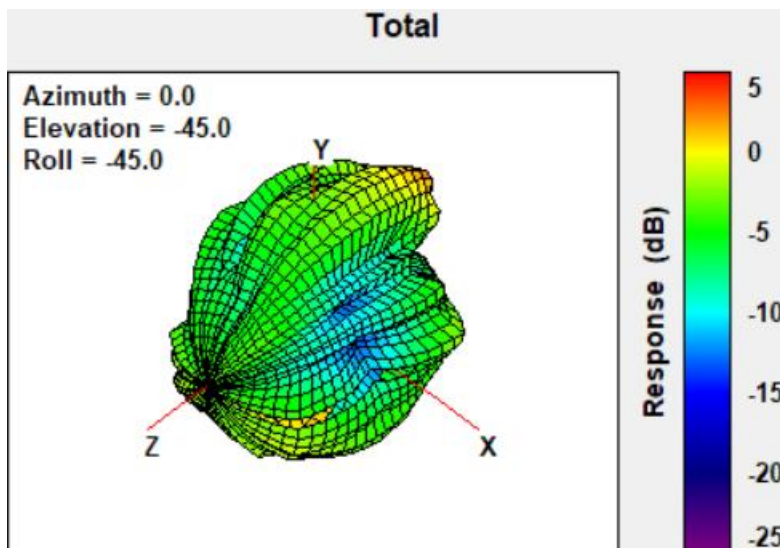 Total
Azimuth = 0.0
Elevation = -45.0
Roll = -45.0
Y
Z
X
Response (dB)
5
0
-5
-10
-15
-20
-25